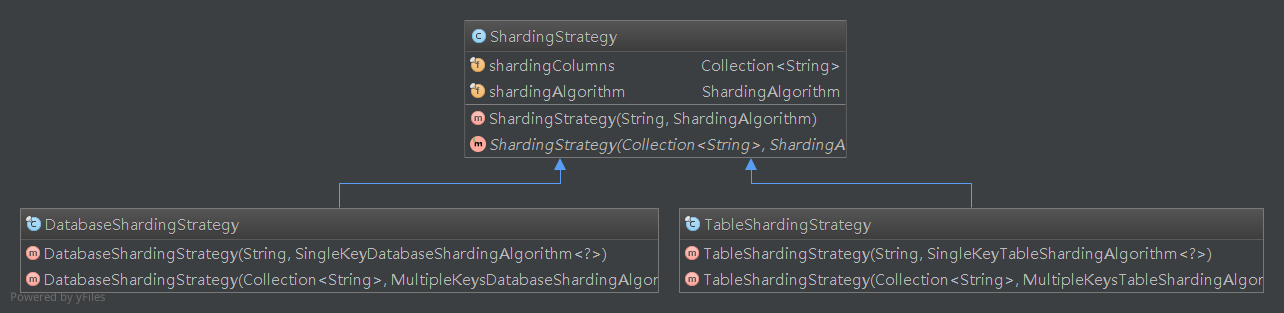 ShardingStrategy
shardingColumns Collection<String>
shardingAlgorithm ShardingAlgorithm
ShardingStrategy(String, ShardingAlgorithm)
ShardingStrategy(Collection<String>, ShardingA
DatabaseShardingStrategy
DatabaseShardingStrategy(String, SingleKeyDatabaseShardingAlgorithm<?>)
DatabaseShardingStrategy(Collection<String>, MultipleKeysDatabaseShardingAlgor
TableShardingStrategy
TableShardingStrategy(String, SingleKeyTableShardingAlgorithm<?>)
TableShardingStrategy(Collection<String>, MultipleKeysTableShardingAlgor
Powered by yFiles